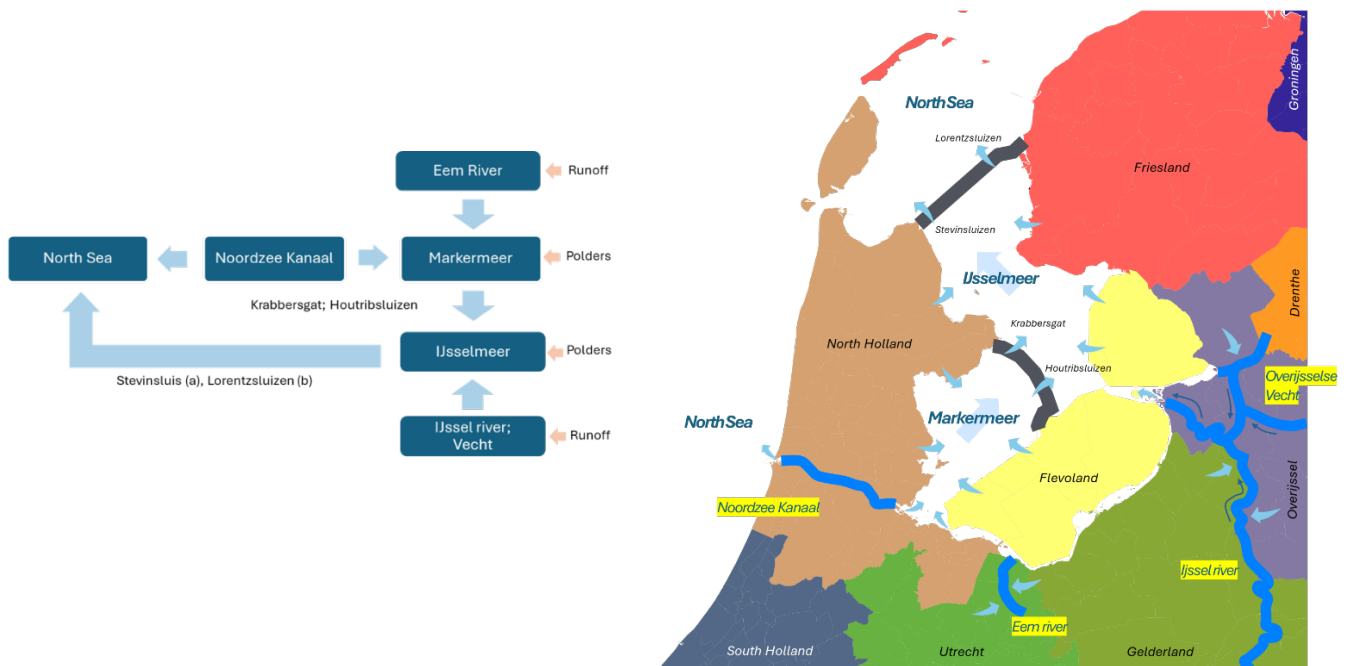 Eem River
Runoff
North Sea
Noordzee Kanaal
Markermeer
Polders
Krabbersgat; Houtribsluizen
IJsselmeer
Polders
Stevinsluis (a), Lorentzsluizen (b)
IJssel river;
Vecht
Runoff
North Sea
Lorentzsluizen
Groningen
Friesland
Stevinsluizen
IJsselmeer
Drenthe
Krabbersgat
North Holland
Houtribsluizen
Overijsselse
Vecht
Markermeer
North Sea
Flevoland
Overijssel
Noordzee Kanaal
Ijssel river
Eem river
South Holland
Utrecht
Gelderland